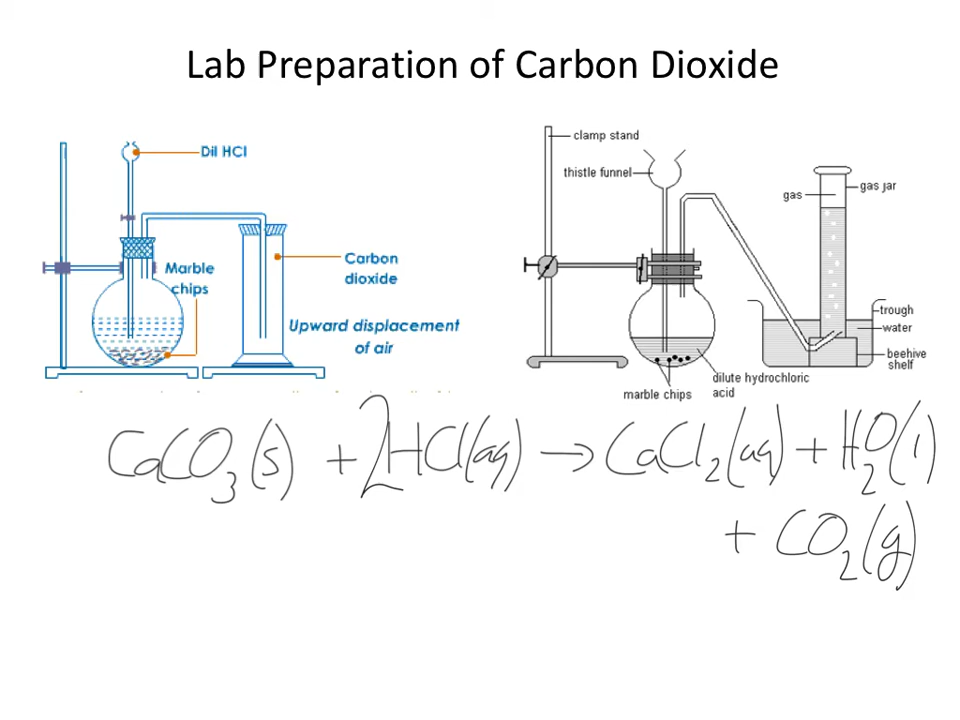 Lab Preparation of Carbon Dioxide
Dil HCl
Marble
chips
Carbon
dioxide
Upward displacement
of air
clamp stand
thistle funnel
gas
gas jar
trough
water
beehive
shelf
dilute hydrochloric
acid
marble chips
CaCO3(s) + 2HCl(aq) → CaCl2(aq) + H2O(l)
+ CO2(g)